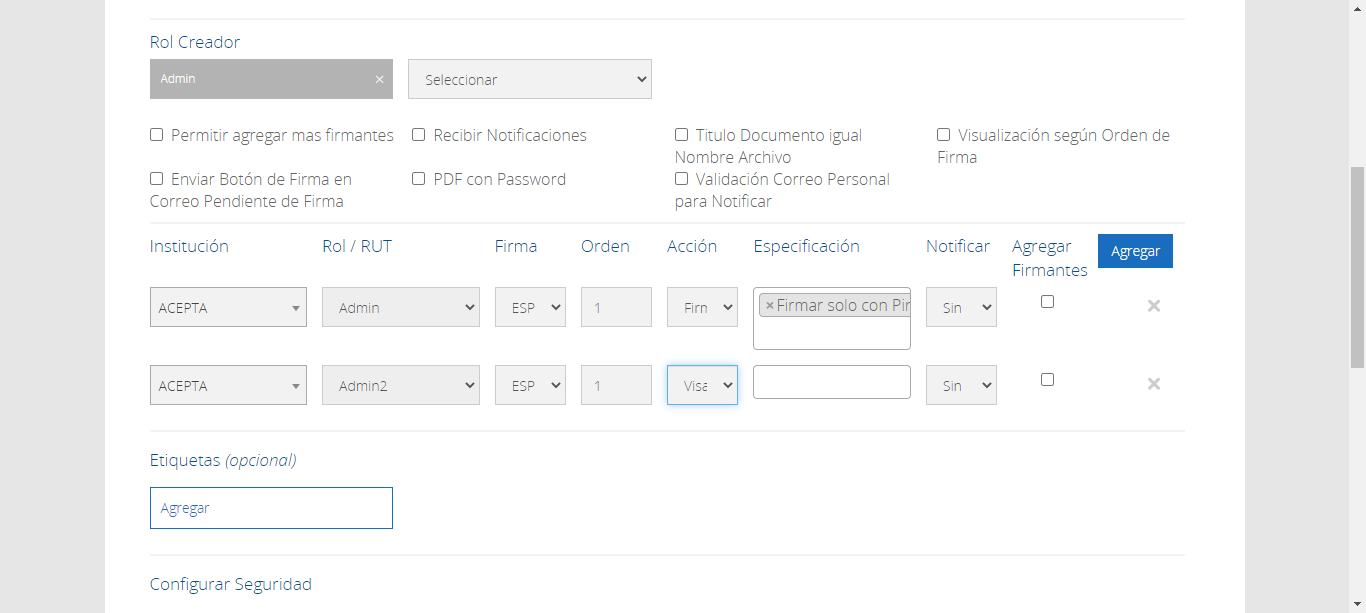 Rol Creador
Admin ×
Seleccionar
Permitir agregar mas firmantes
Recibir Notificaciones
Titulo Documento igual
Nombre Archivo
Visualización según Orden de
Firma
Enviar Botón de Firma en
Correo Pendiente de Firma
PDF con Password
Validación Correo Personal
para Notificar
Institución Rol / RUT Firma Orden Acción Especificación Notificar Agregar
Firmantes
Agregar
ACEPTA Admin ESP 1 Firm ×Firmar solo con Pin Sin ×
ACEPTA Admin2 ESP 1 Visa Sin ×
Etiquetas (opcional)
Agregar
Configurar Seguridad